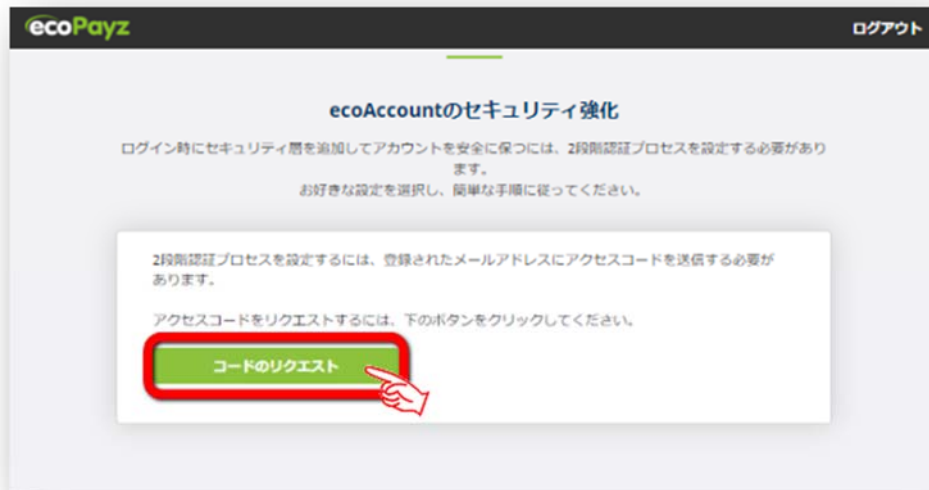 ecoPayz
ログアウト
ecoAccountのセキュリティ強化
ログイン時にセキュリティ層を追加してアカウントを安全に保つには、2段階認証プロセスを設定する必要があり
ます。
お好きな設定を選択し、簡単な手順に従ってください。
2段階認証プロセスを設定するには、登録されたメールアドレスにアクセスコードを送信する必要が
あります。
アクセスコードをリクエストするには、下のボタンをクリックしてください。
コードのリクエスト